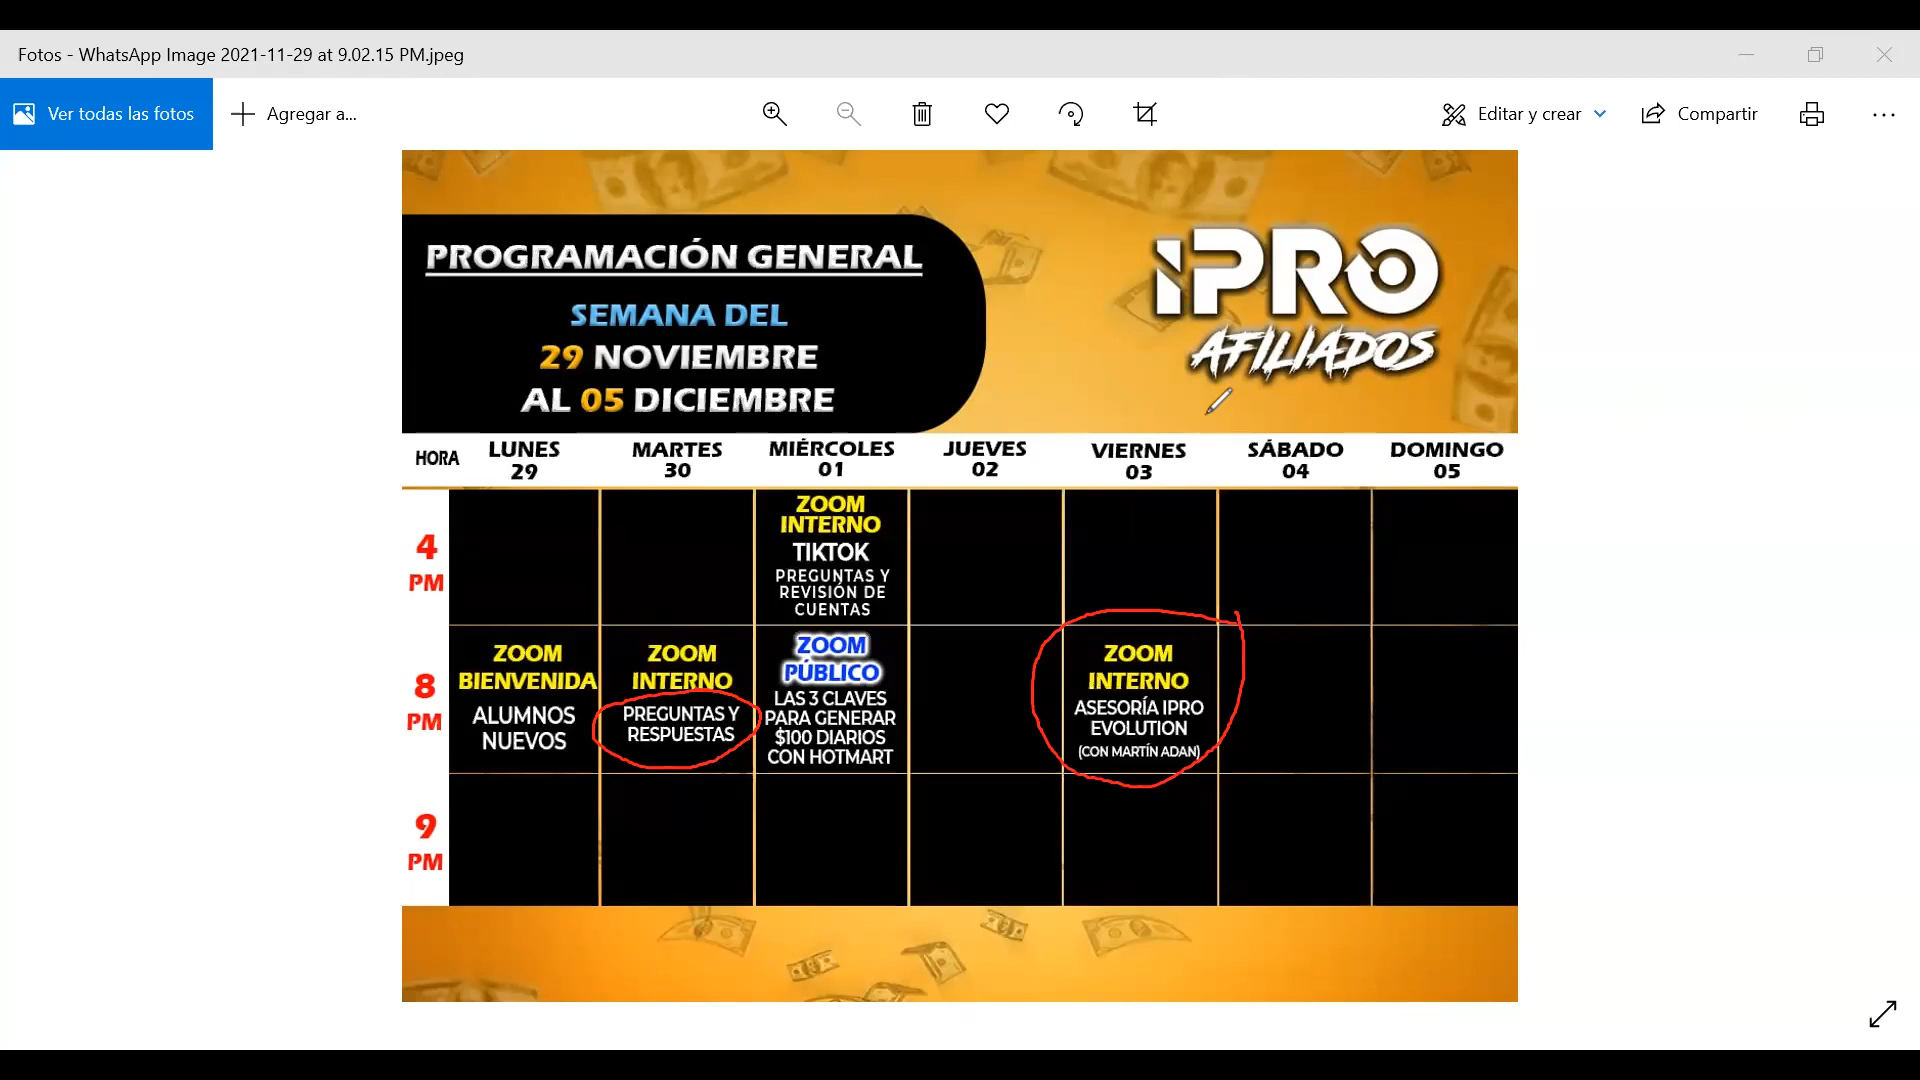 Fotos - WhatsApp Image 2021-11-29 at 9.02.15 PM.jpeg
Ver todas las fotos
Agregar a...
Editar y crear
Compartir
PROGRAMACIÓN GENERAL
SEMANA DEL
29 NOVIEMBRE
AL 05 DICIEMBRE
iPRO
AFILIADOS
HORA
LUNES
29
MARTES
30
MIÉRCOLES
01
JUEVES
02
VIERNES
03
SÁBADO
04
DOMINGO
05
4
PM
ZOOM
INTERNO
TIKTOK
PREGUNTAS Y
REVISIÓN DE
CUENTAS
8
PM
ZOOM
BIENVENIDA
ALUMNOS
NUEVOS
ZOOM
INTERNO
PREGUNTAS Y
RESPUESTAS
ZOOM
PÚBLICO
LAS 3 CLAVES
PARA GENERAR
$100 DIARIOS
CON HOTMART
ZOOM
INTERNO
ASESORÍA IPRO
EVOLUTION
(CON MARTÍN ADAN)
9
PM